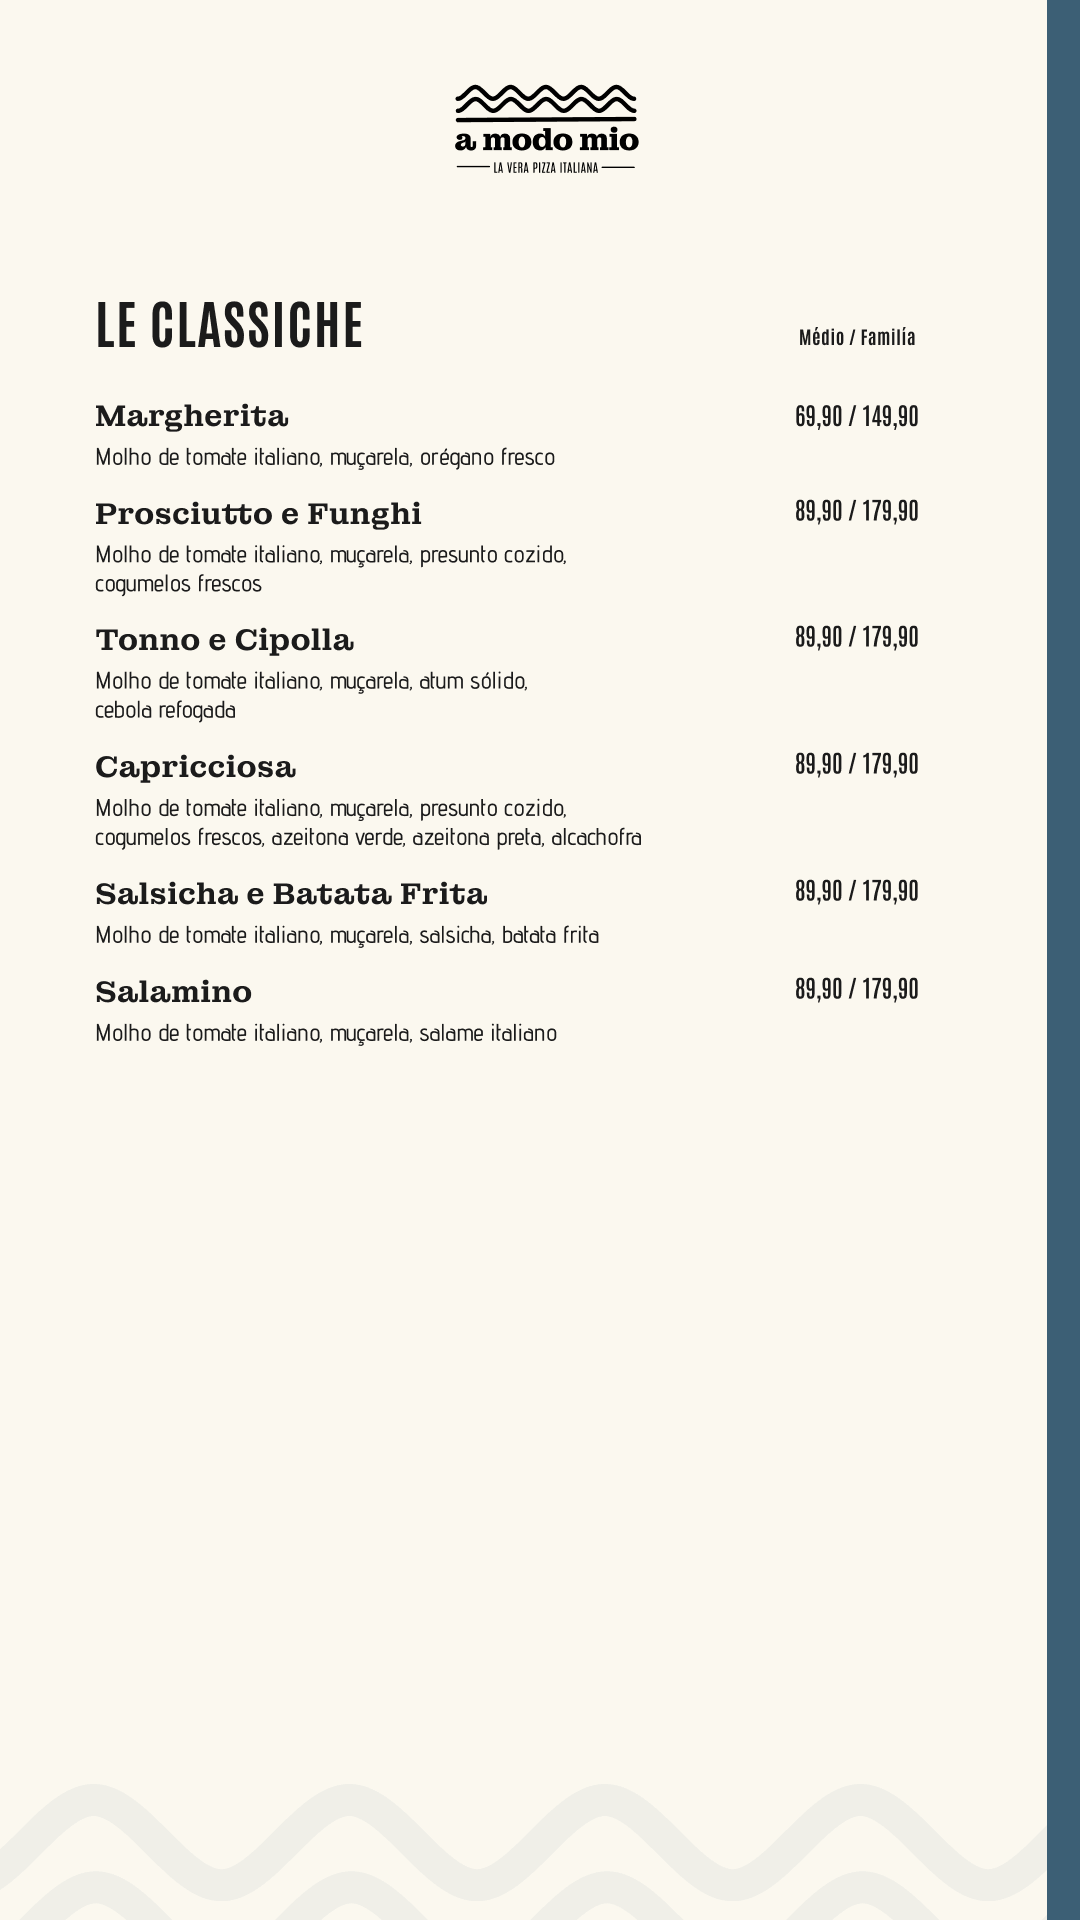 a modo mio
LA VERA PIZZA ITALIANA
LE CLASSICHE
Médio / Familía
Margherita
69,90 / 149,90
Molho de tomate italiano, muçarela, orégano fresco
Prosciutto e Funghi
89,90 / 179,90
Molho de tomate italiano, muçarela, presunto cozido,
cogumelos frescos
Tonno e Cipolla
89,90 / 179,90
Molho de tomate italiano, muçarela, atum sólido,
cebola refogada
Capricciosa
89,90 / 179,90
Molho de tomate italiano, muçarela, presunto cozido,
cogumelos frescos, azeitona verde, azeitona preta, alcachofra
Salsicha e Batata Frita
89,90 / 179,90
Molho de tomate italiano, muçarela, salsicha, batata frita
Salamino
89,90 / 179,90
Molho de tomate italiano, muçarela, salame italiano